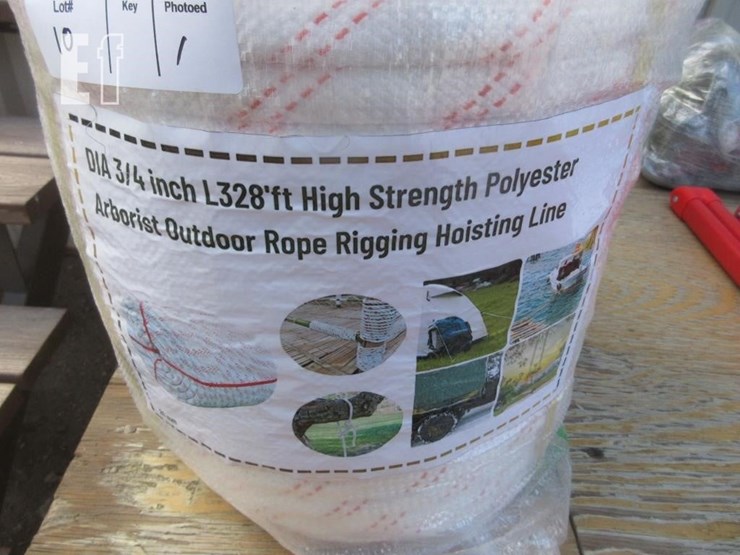 Lot# Key Photoed
10 1
Ef
DIA 3/4 inch L328'ft High Strength Polyester
Arborist Outdoor Rope Rigging Hoisting Line